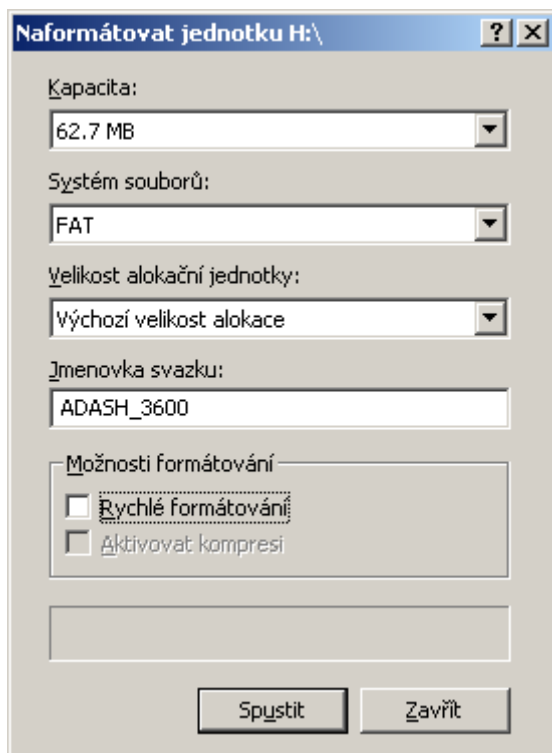 Naformátovat jednotku H:\
Kapacita:
62.7 MB
Systém souborů:
FAT
Velikost alokační jednotky:
Výchozí velikost alokace
Jmenovka svazku:
ADASH_3600
Možnosti formátování
Rychlé formátování
Aktivovat kompresi
Spustit Zavřít